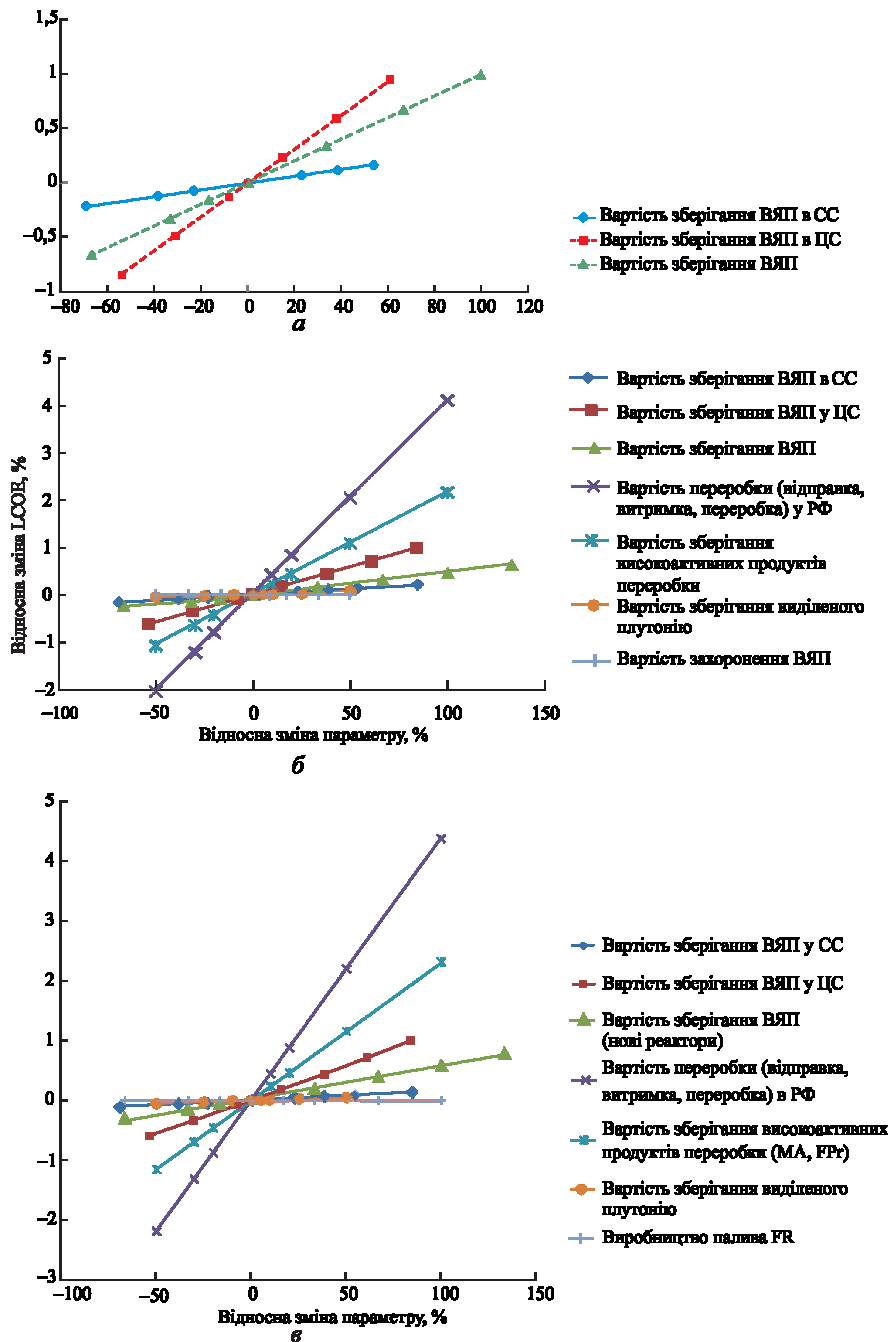 1,5
1
0,5
0
–0,5
–1
–80 –60 –40 –20 0 20 40 60 80 100 120
а
Вартість зберігання ВЯП в СС
Вартість зберігання ВЯП в ЦС
Вартість зберігання ВЯП
5
4
3
2
1
0
–1
–2
–100 –50 0 50 100 150
Відносна зміна LCOE, %
Відносна зміна параметру, %
б
Вартість зберігання ВЯП в СС
Вартість зберігання ВЯП у ЦС
Вартість зберігання ВЯП
Вартість переробки (відправка,
витримка, переробка) у РФ
Вартість зберігання
високоактивних продуктів
переробки
Вартість зберігання виділеного
плутонію
Вартість захоронення ВЯП
5
4
3
2
1
0
–1
–2
–3
–100 –50 0 50 100 150
Відносна зміна параметру, %
в
Вартість зберігання ВЯП у СС
Вартість зберігання ВЯП у ЦС
Вартість зберігання ВЯП
(нові реактори)
Вартість переробки (відправка,
витримка, переробка) в РФ
Вартість зберігання високоактивних
продуктів переробки (MA, FPr)
Вартість зберігання виділеного
плутонію
Виробництво палива FR